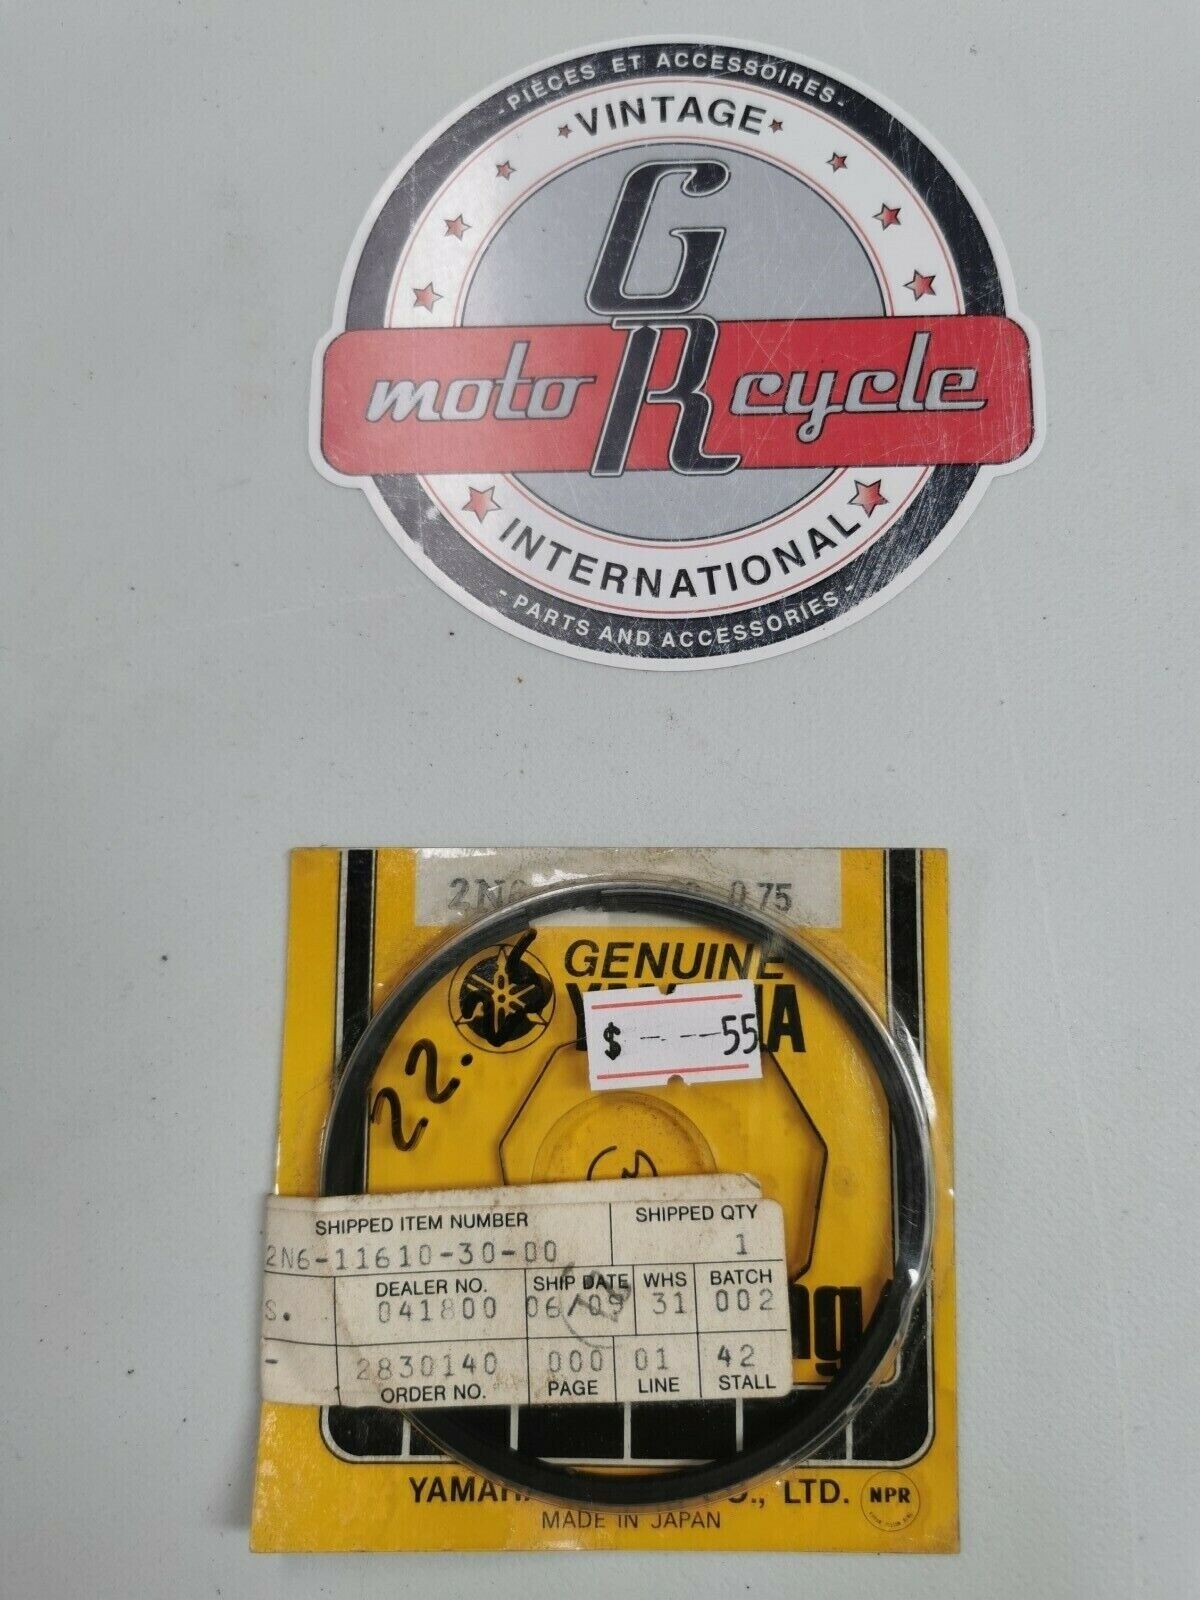 - PIÈCES ET ACCESSOIRES -
VINTAGE
GR
moto cycle
INTERNATIONAL
- PARTS AND ACCESSORIES -
2N6 0.75
GENUINE
22.
$ -- . -- 55
SHIPPED ITEM NUMBER SHIPPED QTY
2N6-11610-30-00 1
DEALER NO. SHIP DATE WHS BATCH
S. 041800 06/09 31 002
- 2830140 000 01 42
ORDER NO. PAGE LINE STALL
LTD. NPR
MADE IN JAPAN